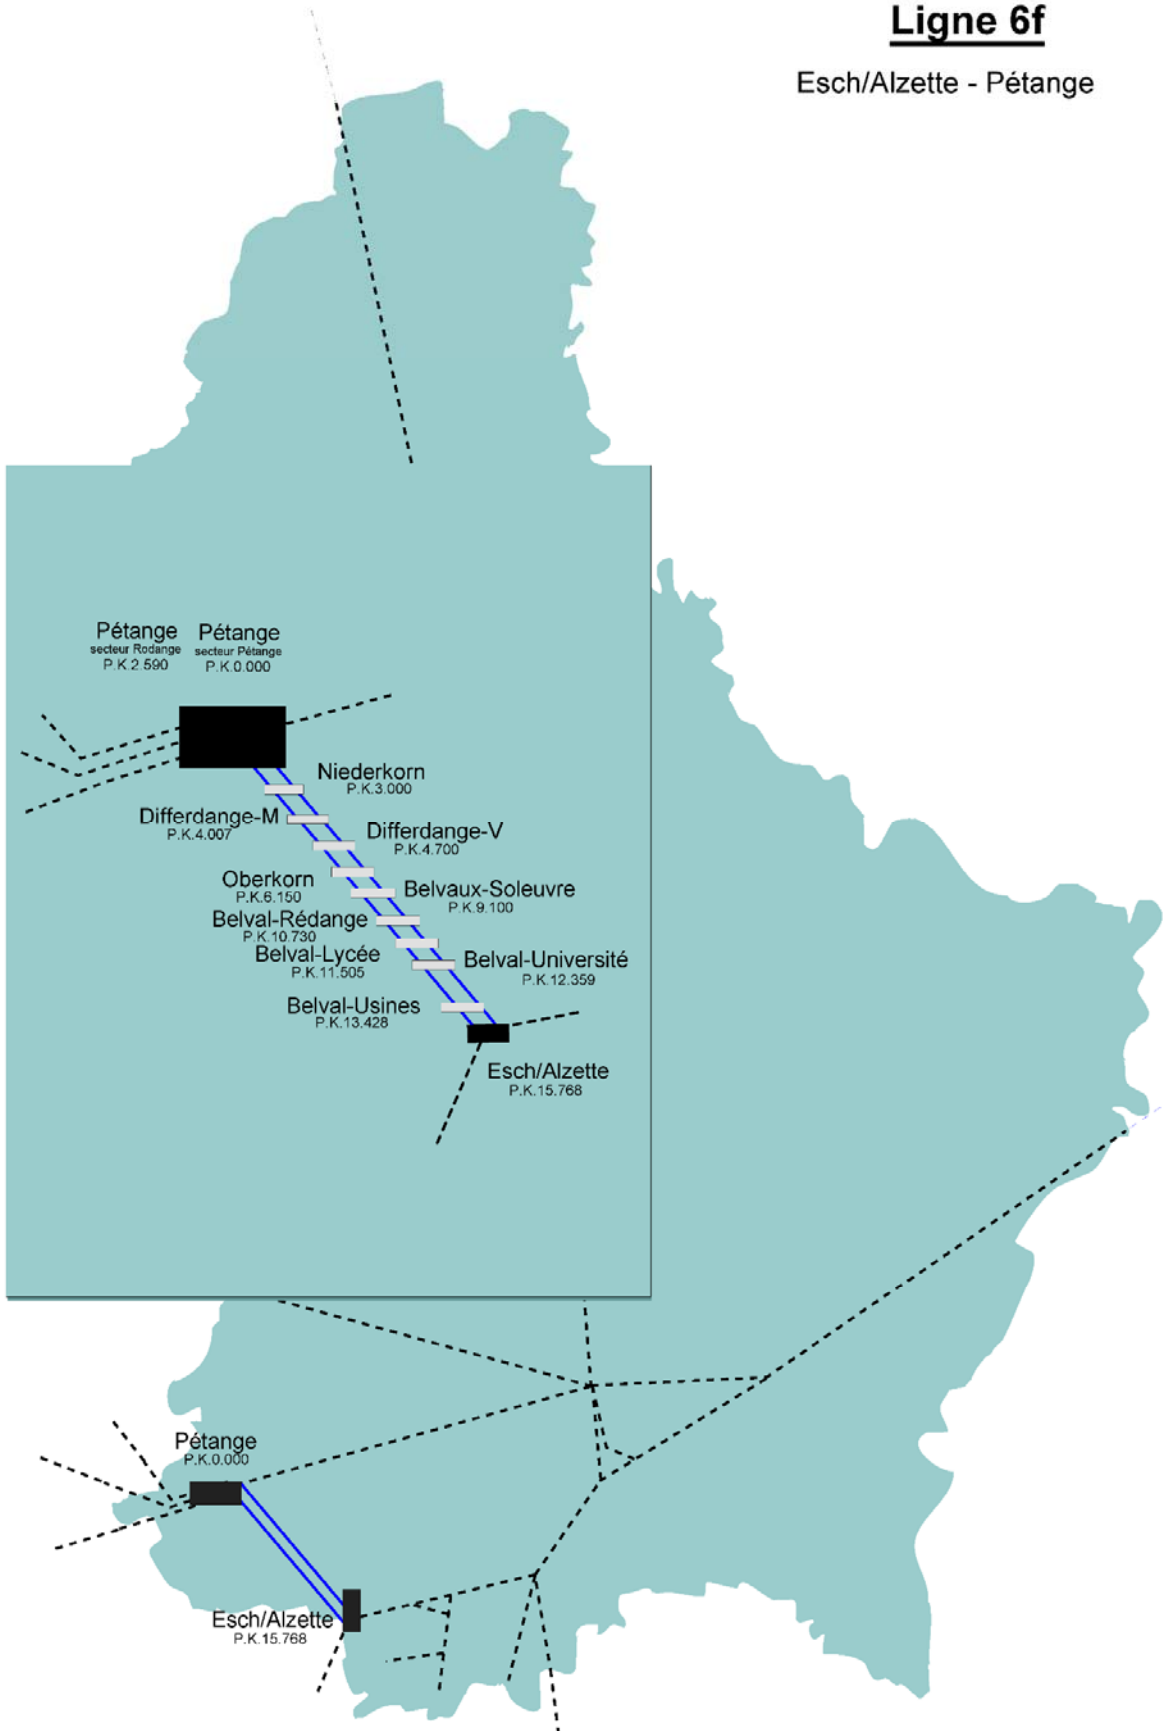 Ligne 6f
Esch/Alzette - Pétange
Pétange
secteur Rodange
P.K.2.590
Pétange
secteur Pétange
P.K.0.000
Niederkorn
P.K.3.000
Differdange-M
P.K.4.007
Differdange-V
P.K.4.700
Oberkorn
P.K.6.150
Belvaux-Soleuvre
P.K.9.100
Belval-Rédange
P.K.10.730
Belval-Lycée
P.K.11.505
Belval-Université
P.K.12.359
Belval-Usines
P.K.13.428
Esch/Alzette
P.K.15.768
Pétange
P.K.0.000
Esch/Alzette
P.K.15.768